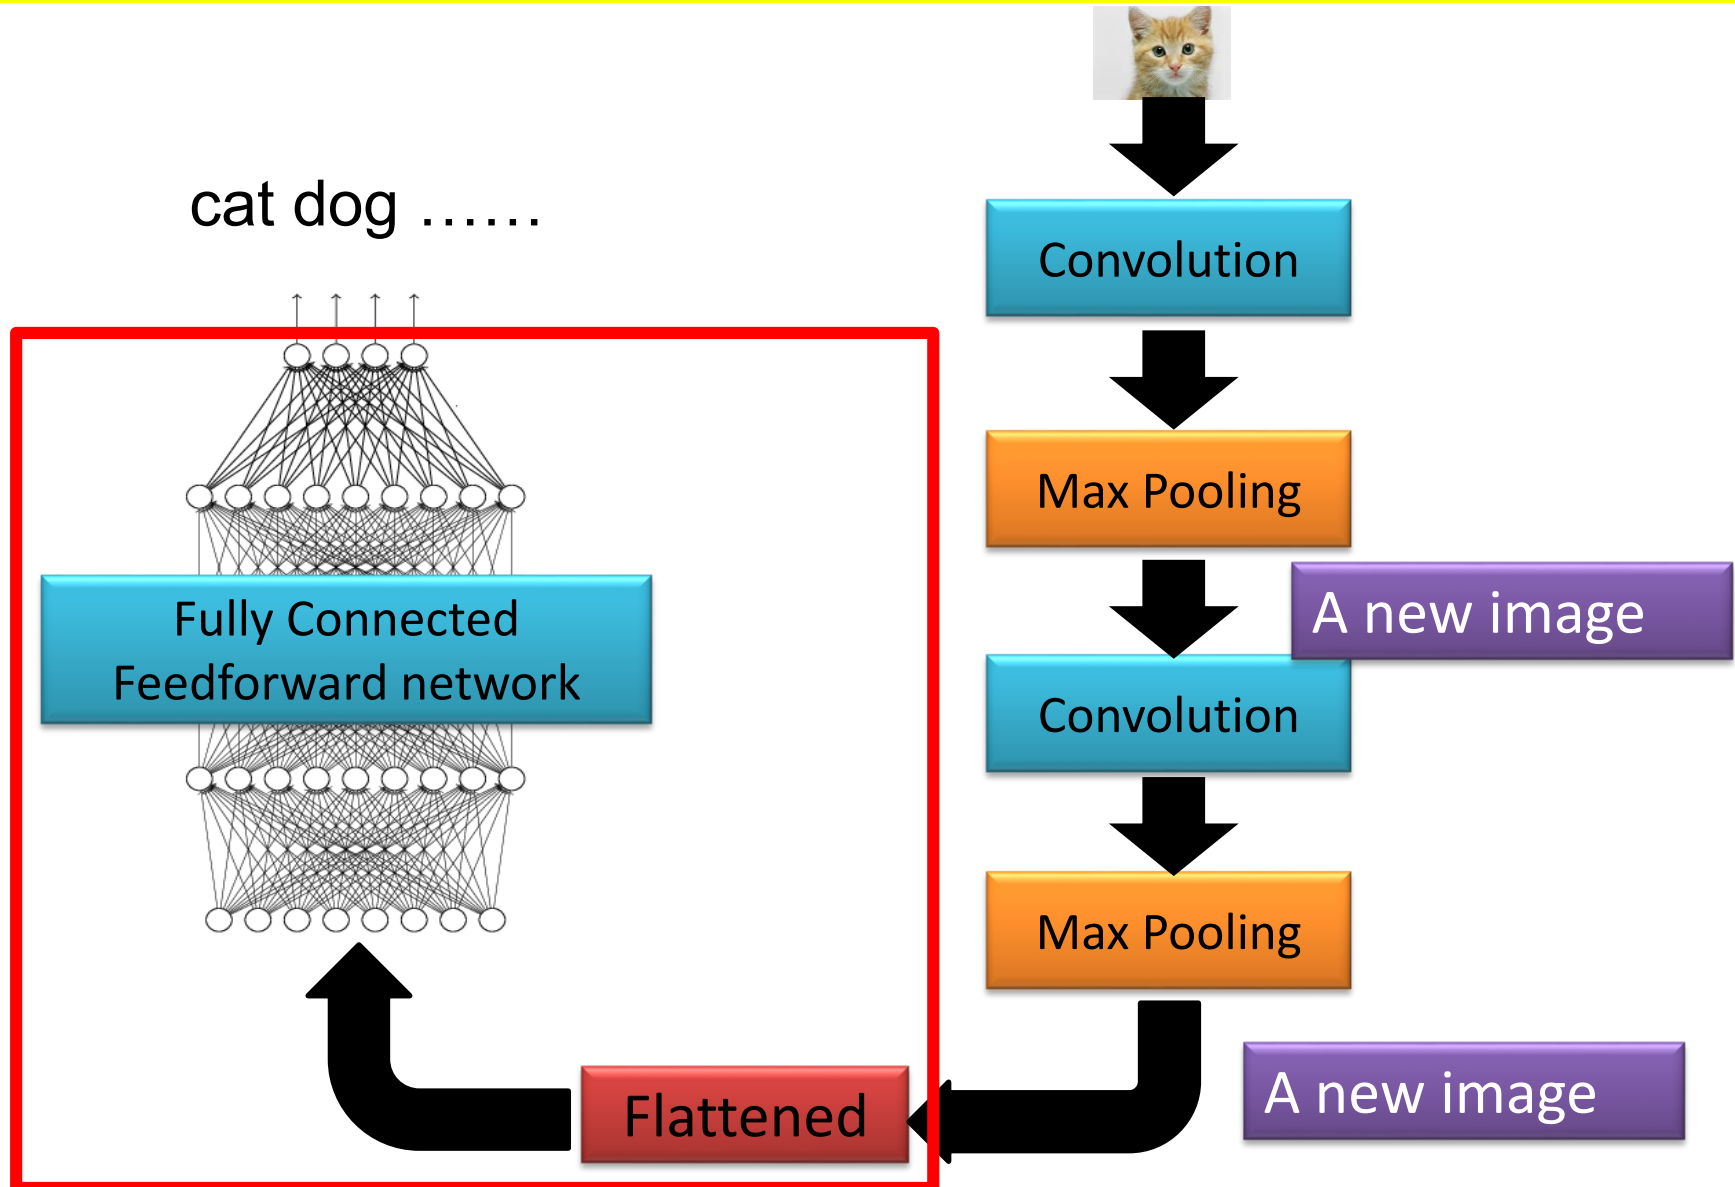 cat dog ……
Convolution
Max Pooling
A new image
Convolution
Max Pooling
A new image
Flattened
Fully Connected
Feedforward network